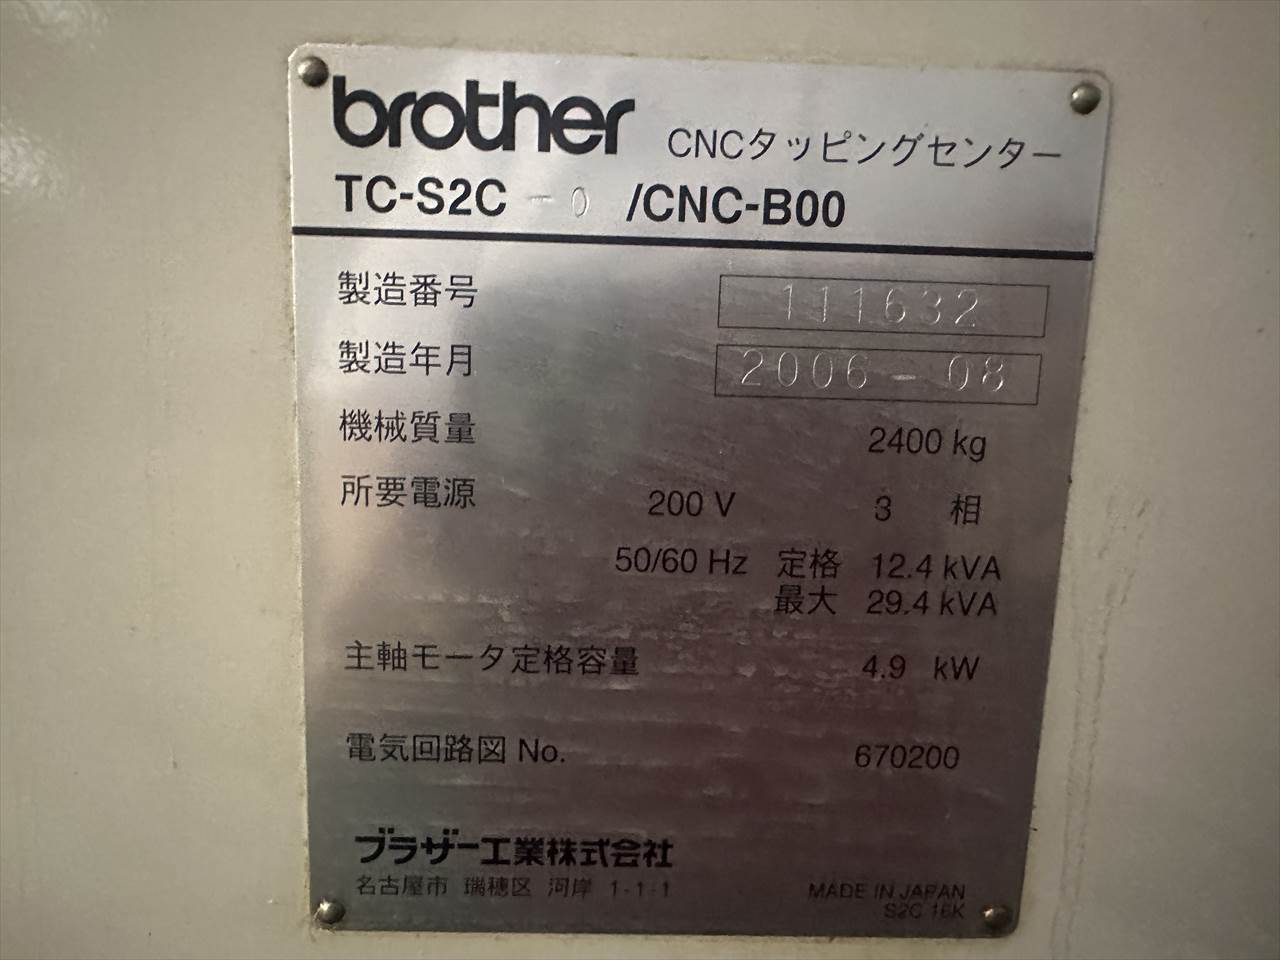 brother CNCタッピングセンター
TC-S2C -0 /CNC-B00
製造番号 111632
製造年月 2006-08
機械質量 2400 kg
所要電源 200 V 3 相
50/60 Hz 定格 12.4 kVA
最大 29.4 kVA
主軸モータ定格容量 4.9 kW
電気回路図 No. 670200
ブラザー工業株式会社
名古屋市 瑞穂区 河岸 1-1-1
MADE IN JAPAN
S2C 16K